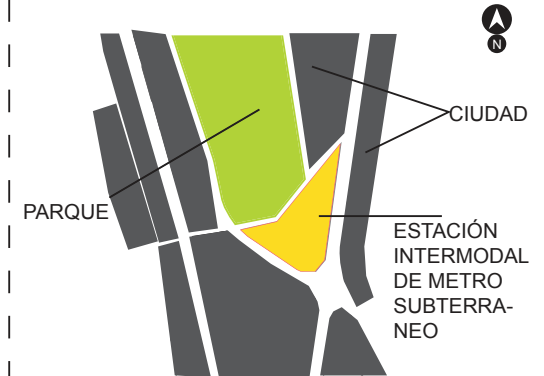 N
CIUDAD
PARQUE
ESTACIÓN
INTERMODAL
DE METRO
SUBTERRA-
NEO